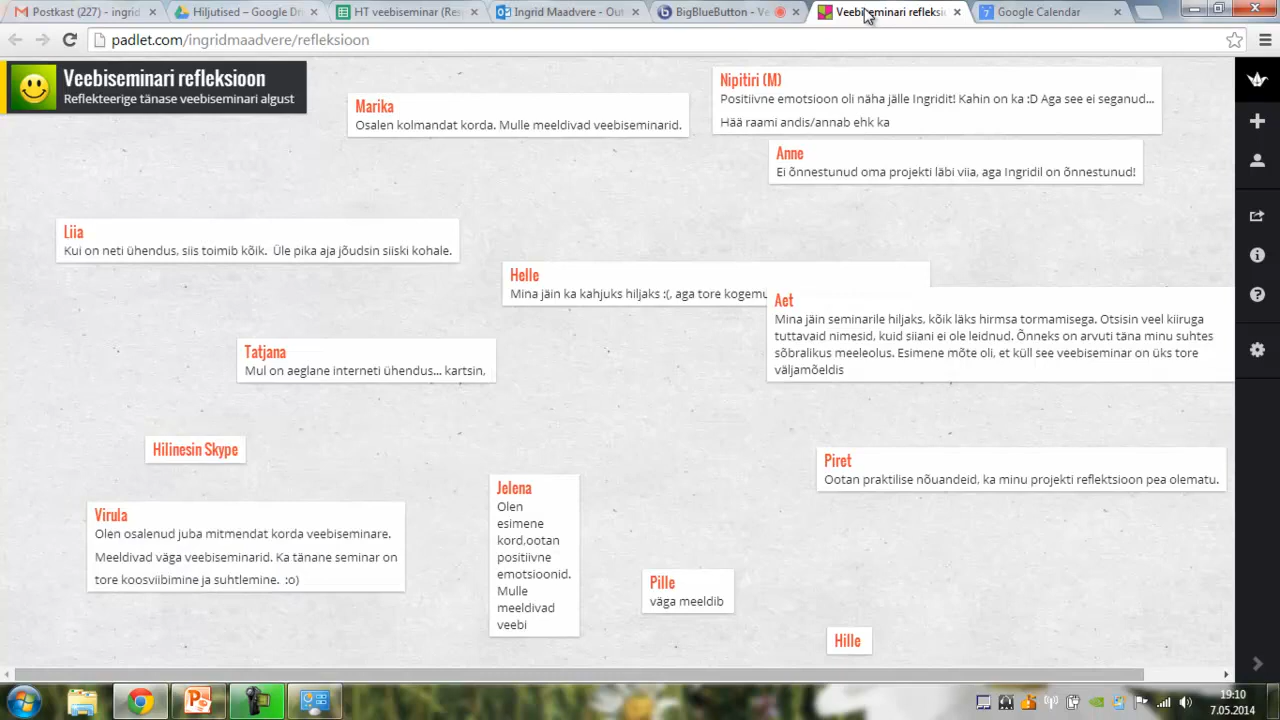 Postkast (227) - ingrid
Hiljutised – Google Dri
HT veebiseminar (Res
Ingrid Maadvere - Out
BigBlueButton - Ve
Veebiseminari refleksi
Google Calendar
padlet.com/ingridmaadvere/refleksioon
Veebiseminari refleksioon
Reflekteerige tänase veebiseminari algust
Marika
Osalen kolmandat korda. Mulle meeldivad veebiseminarid.
Nipitiri (M)
Positiivne emotsioon oli näha jälle Ingridit! Kahin on ka :D Aga see ei seganud...
Hää raami andis/annab ehk ka
Anne
Ei õnnestunud oma projekti läbi viia, aga Ingridil on õnnestunud!
Liia
Kui on neti ühendus, siis toimib kõik. Üle pika aja jõudsin siiski kohale.
Helle
Mina jäin ka kahjuks hiljaks :(, aga tore kogemu
Aet
Mina jäin seminarile hiljaks, kõik läks hirmsa tormamisega. Otsisin veel kiiruga
tuttavaid nimesid, kuid siiani ei ole leidnud. Õnneks on arvuti täna minu suhtes
sõbralikus meeleolus. Esimene mõte oli, et küll see veebiseminar on üks tore
väljamõeldis
Tatjana
Mul on aeglane interneti ühendus... kartsin,
Hilinesin Skype
Piret
Ootan praktilise nõuandeid, ka minu projekti reflektsioon pea olematu.
Virula
Olen osalenud juba mitmendat korda veebiseminare.
Meeldivad väga veebiseminarid. Ka tänane seminar on
tore koosviibimine ja suhtlemine. :o)
Jelena
Olen
esimene
kord,ootan
positiivne
emotsioonid.
Mulle
meeldivad
veebi
Pille
väga meeldib
Hille
19:10
7.05.2014